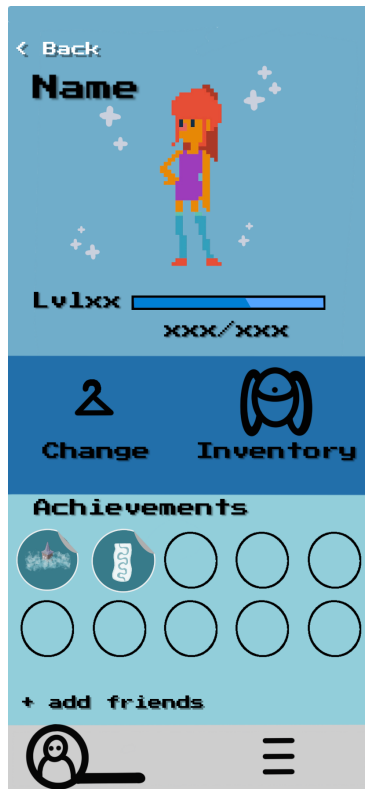 < Back
Name
Lvlxx
xxx/xxx
Change Inventory
Achievements
+ add friends